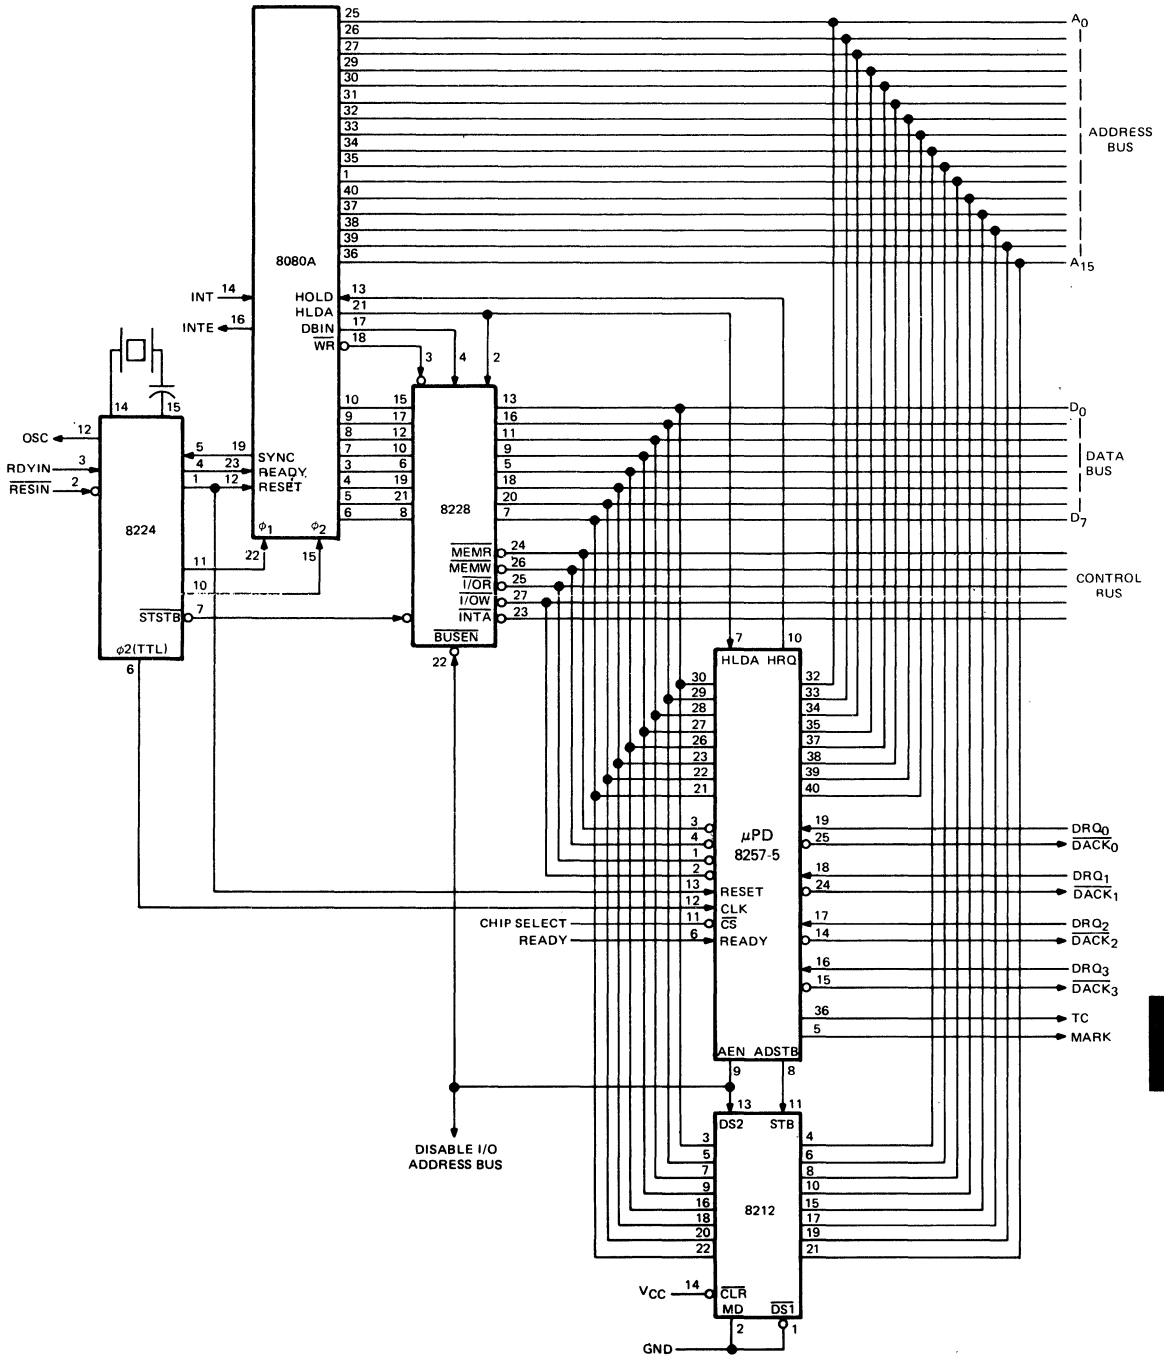 25 A0
26
27
29
30
31
32
33 ADDRESS
34 BUS
35
1
40
37
38
39
36 A15
8080A
INT 14 HOLD 13
HLDA 21
INTE 16 DBIN 17
WR 18
3 4 2
14 15
10 15 13 D0
9 17 16
8 12 11
7 10 9 DATA
3 6 5 BUS
4 19 18
5 21 20
6 8 7 D7
OSC 12
RDYIN 3
RESIN 2
5 19 SYNC
4 23 READY
1 12 RESET
8224
8228
φ1 φ2
22 15
11
10
STSTB 7
φ2(TTL)
6
MEMR 24
MEMW 26
I/OR 25 CONTROL
I/OW 27 BUS
INTA 23
BUSEN
22
7 10
HLDA HRQ
30 32
29 33
28 34
27 35
26 37
23 38
22 39
21 40
3 19 DRQ0
4 μPD 25 DACK0
1 8257-5
2 18 DRQ1
13 RESET 24 DACK1
12 CLK
CHIP SELECT 11 CS 17 DRQ2
READY 6 READY 14 DACK2
16 DRQ3
15 DACK3
36 TC
5 MARK
AEN ADSTB
9 8
13 11
DS2 STB
DISABLE I/O
ADDRESS BUS
3 4
5 6
7 8
9 10
16 8212 15
18 17
20 19
22 21
VCC 14 CLR
MD DS1
2 1
GND